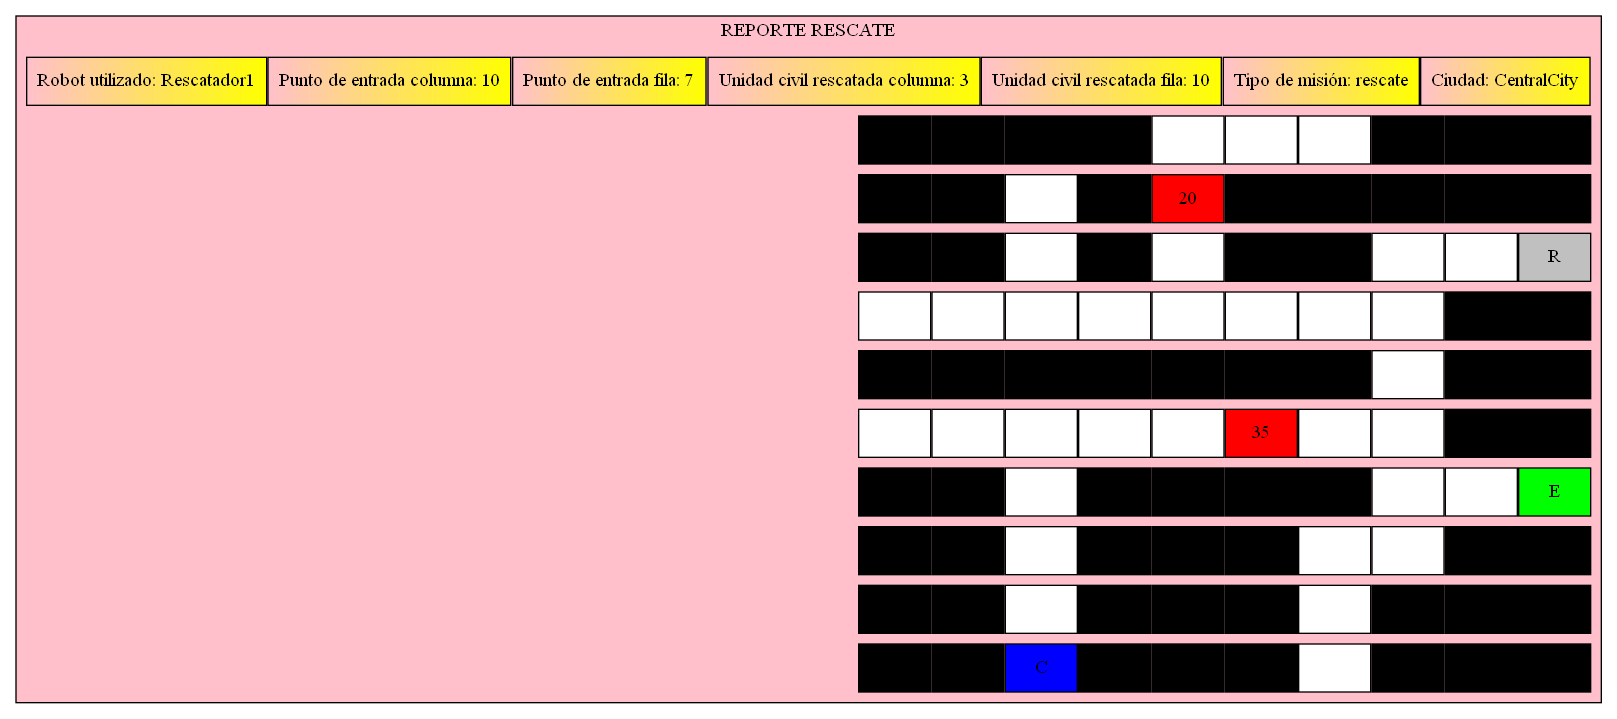 REPORTE RESCATE
Robot utilizado: Rescatador1 Punto de entrada columna: 10 Punto de entrada fila: 7 Unidad civil rescatada columna: 3 Unidad civil rescatada fila: 10 Tipo de misión: rescate Ciudad: CentralCity
20
R
35
E
C